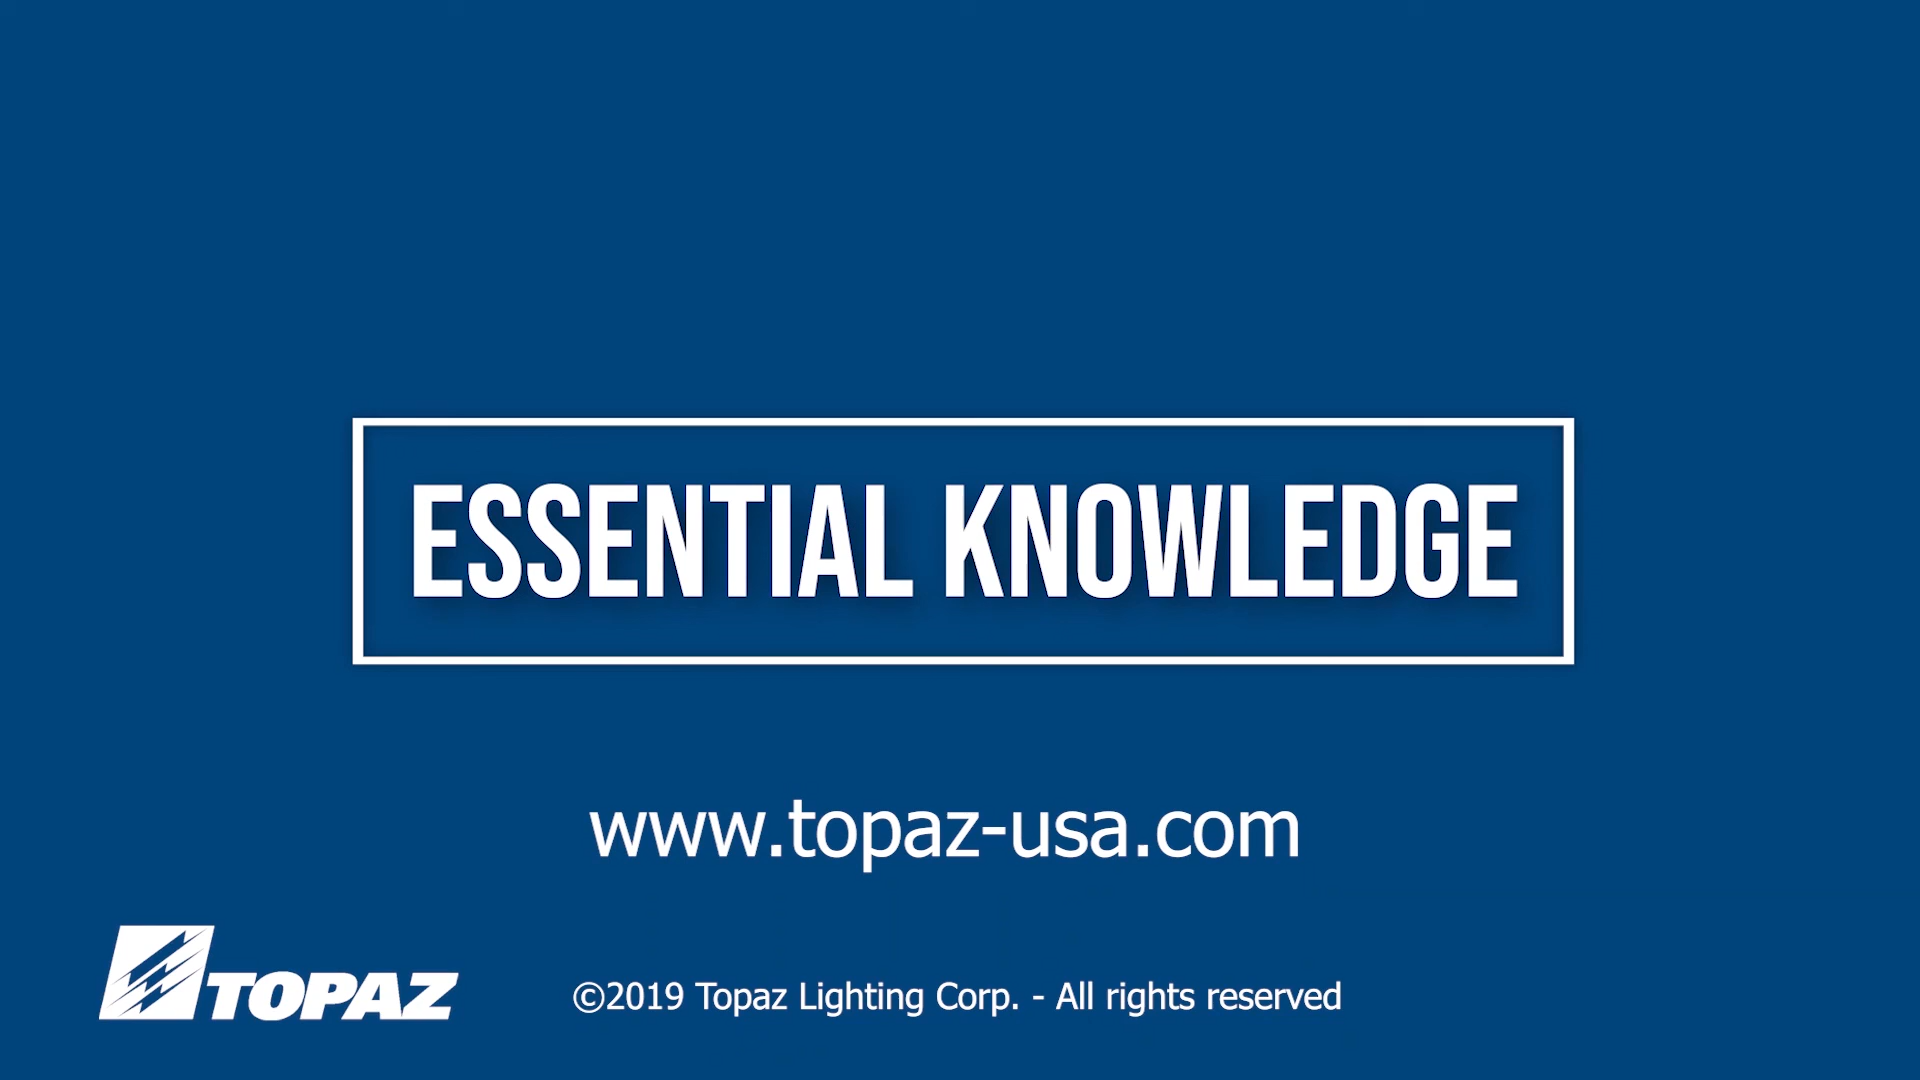 ESSENTIAL KNOWLEDGE
www.topaz-usa.com
TOPAZ
©2019 Topaz Lighting Corp. - All rights reserved